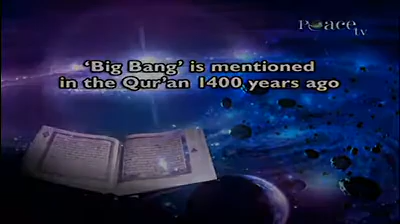 Peace
tv
'Big Bang' is mentioned
in the Qur'an 1400 years ago